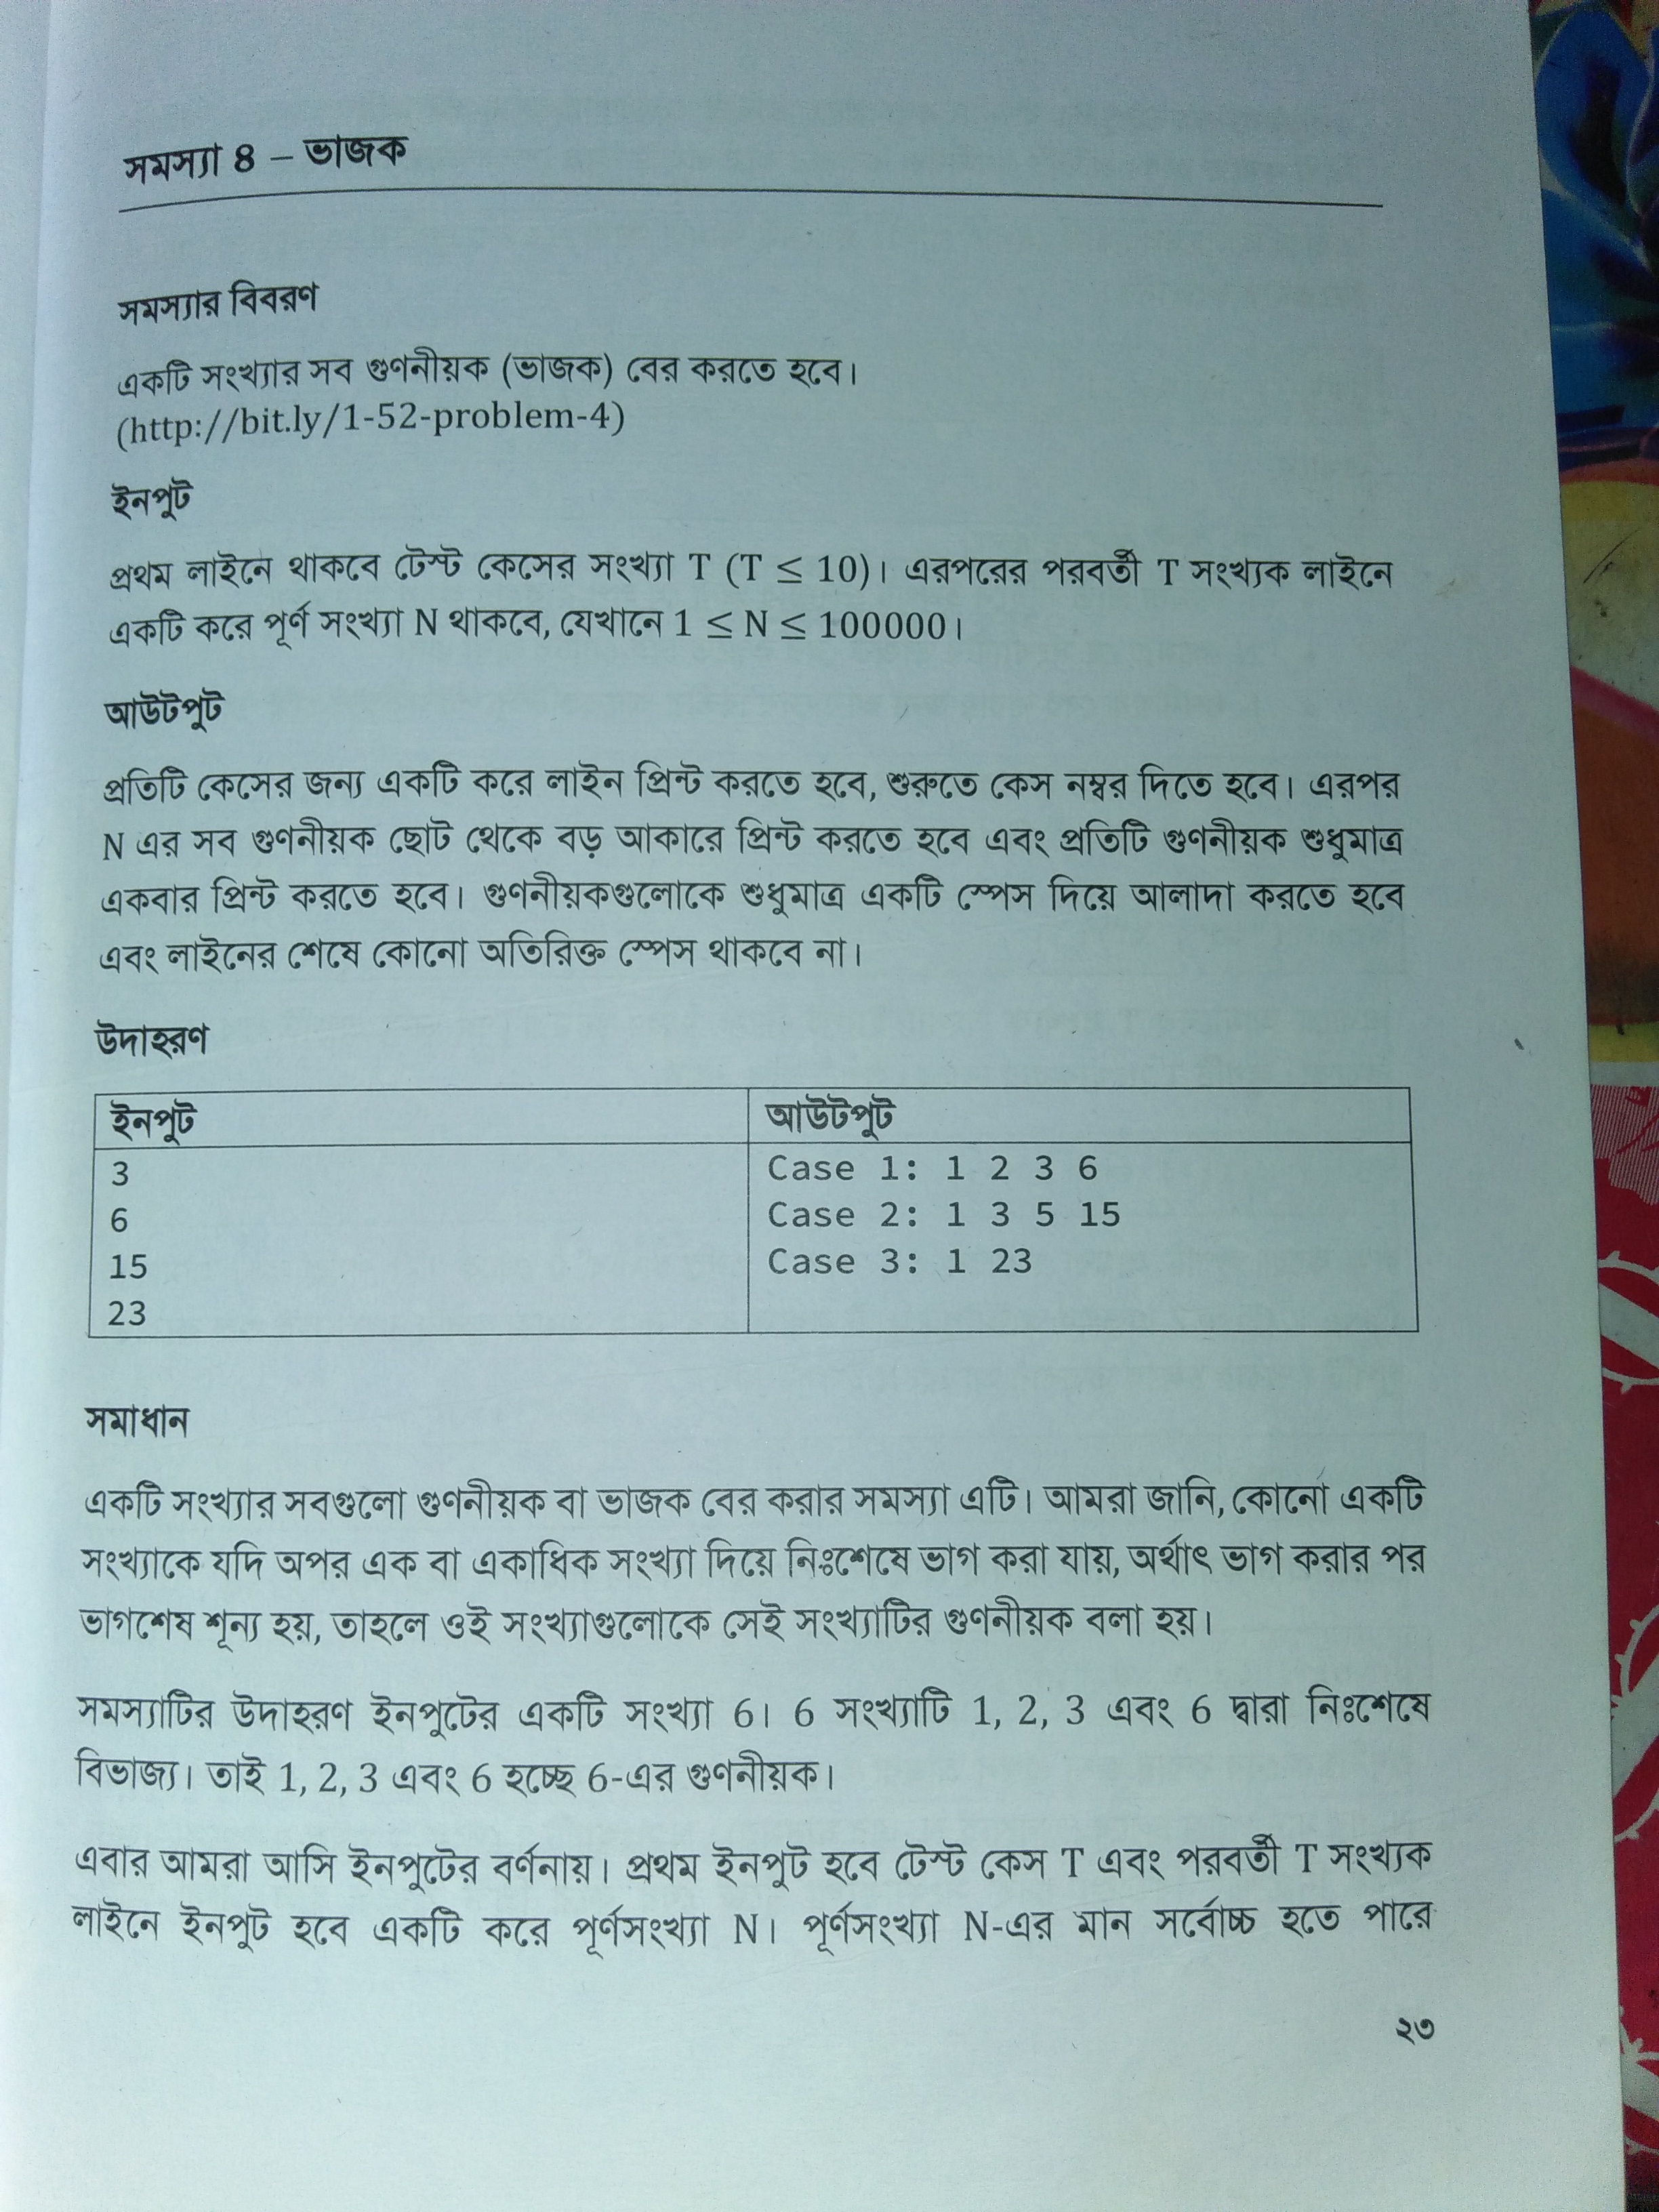 সমস্যা ৪ – ভাজক
সমস্যার বিবরণ
একটি সংখ্যার সব গুণনীয়ক (ভাজক) বের করতে হবে।
(http://bit.ly/1-52-problem-4)
ইনপুট
প্রথম লাইনে থাকবে টেস্ট কেসের সংখ্যা T (T ≤ 10)। এরপরের পরবর্তী T সংখ্যক লাইনে
একটি করে পূর্ণ সংখ্যা N থাকবে, যেখানে 1 ≤ N ≤ 100000।
আউটপুট
প্রতিটি কেসের জন্য একটি করে লাইন প্রিন্ট করতে হবে, শুরুতে কেস নম্বর দিতে হবে। এরপর
N এর সব গুণনীয়ক ছোট থেকে বড় আকারে প্রিন্ট করতে হবে এবং প্রতিটি গুণনীয়ক শুধুমাত্র
একবার প্রিন্ট করতে হবে। গুণনীয়কগুলোকে শুধুমাত্র একটি স্পেস দিয়ে আলাদা করতে হবে
এবং লাইনের শেষে কোনো অতিরিক্ত স্পেস থাকবে না।
উদাহরণ
ইনপুট
3
6
15
23
আউটপুট
Case 1: 1 2 3 6
Case 2: 1 3 5 15
Case 3: 1 23
সমাধান
একটি সংখ্যার সবগুলো গুণনীয়ক বা ভাজক বের করার সমস্যা এটি। আমরা জানি, কোনো একটি
সংখ্যাকে যদি অপর এক বা একাধিক সংখ্যা দিয়ে নিঃশেষে ভাগ করা যায়, অর্থাৎ ভাগ করার পর
ভাগশেষ শূন্য হয়, তাহলে ওই সংখ্যাগুলোকে সেই সংখ্যাটির গুণনীয়ক বলা হয়।
সমস্যাটির উদাহরণ ইনপুটের একটি সংখ্যা 6। 6 সংখ্যাটি 1, 2, 3 এবং 6 দ্বারা নিঃশেষে
বিভাজ্য। তাই 1, 2, 3 এবং 6 হচ্ছে 6-এর গুণনীয়ক।
এবার আমরা আসি ইনপুটের বর্ণনায়। প্রথম ইনপুট হবে টেস্ট কেস T এবং পরবর্তী T সংখ্যক
লাইনে ইনপুট হবে একটি করে পূর্ণসংখ্যা N। পূর্ণসংখ্যা N-এর মান সর্বোচ্চ হতে পারে
২৩